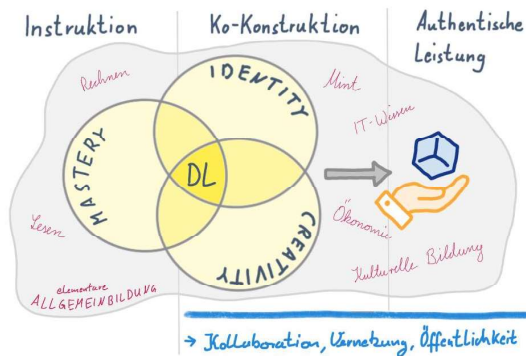 Instruktion
Ko-Konstruktion
Authentische
Leistung
Rechnen
IDENTITY
Mint
IT-Wissen
MASTERY
DL
Ökonomie
Lesen
CREATIVITY
Kulturelle Bildung
elementare
ALLGEMEINBILDUNG
→ Kollaboration, Vernetzung, Öffentlichkeit